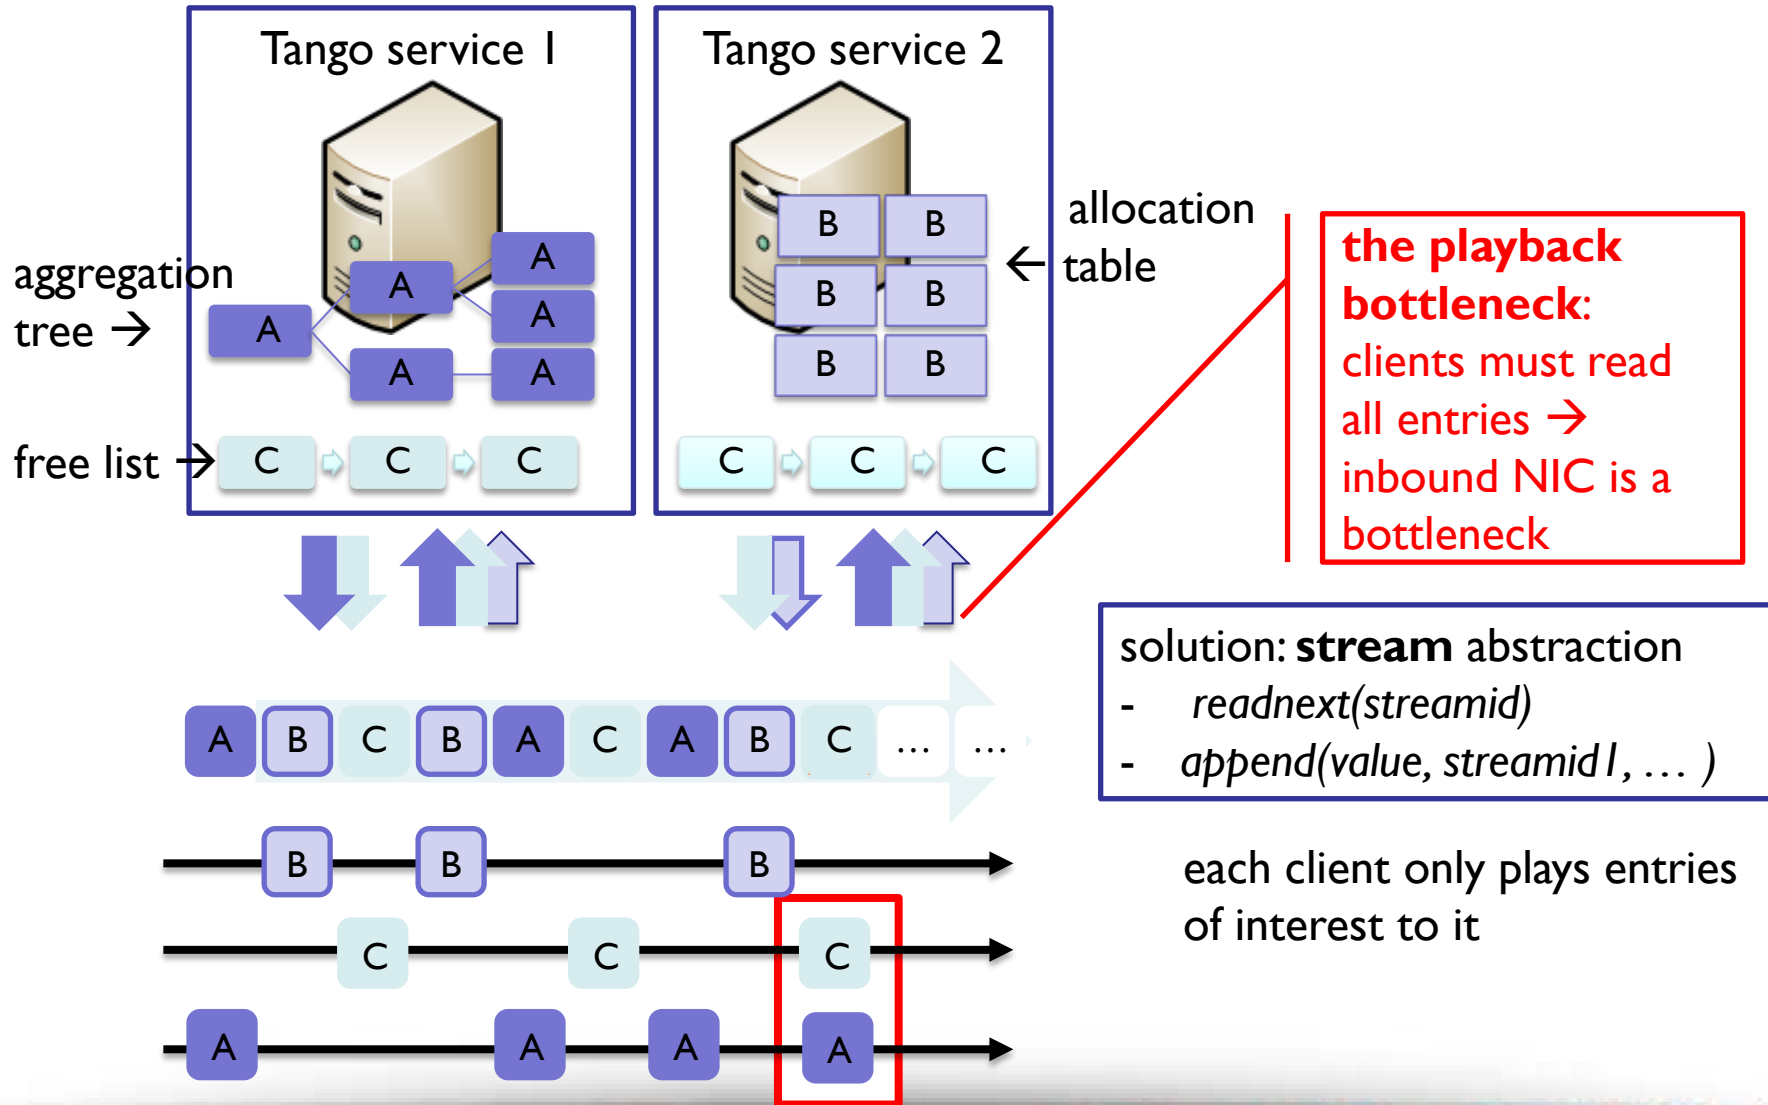 Tango service 1
Tango service 2
aggregation
tree →
A
A
A
A
A
A
B B
B B
B B
allocation
← table
free list →
C C C
C C C
the playback
bottleneck:
clients must read
all entries →
inbound NIC is a
bottleneck
A B C B A C A B C ... ...
B B B
C C C
A A A A
solution: stream abstraction
- readnext(streamid)
- append(value, streamid1, ... )
each client only plays entries
of interest to it